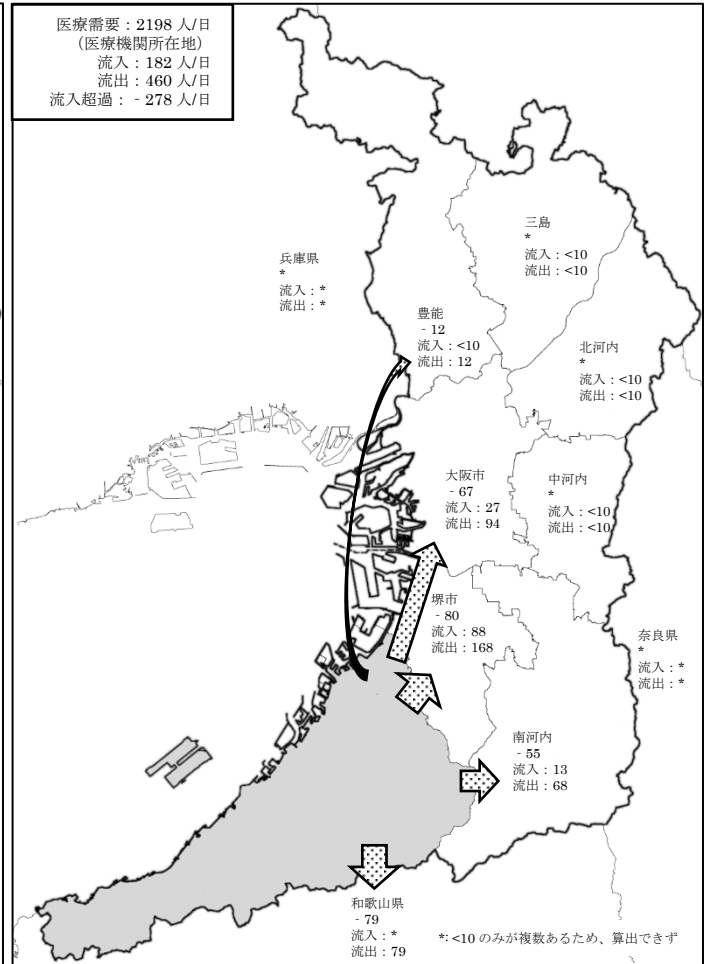 医療需要：2198 人/日
（医療機関所在地）
流入：182 人/日
流出：460 人/日
流入超過： - 278 人/日
三島
*
流入：<10
流出：<10
兵庫県
*
流入：*
流出：*
豊能
- 12
流入：<10
流出：12
北河内
*
流入：<10
流出：<10
大阪市
- 67
流入：27
流出：94
中河内
*
流入：<10
流出：<10
堺市
- 80
流入：88
流出：168
奈良県
*
流入：*
流出：*
南河内
- 55
流入：13
流出：68
和歌山県
- 79
流入：*
流出：79
*: <10 のみが複数あるため、算出できず